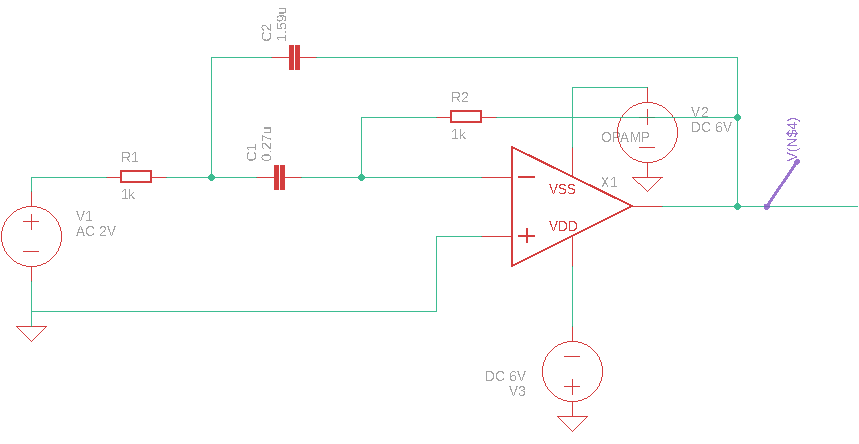 C2
1.59u
R2
1k
V2
DC 6V
OPAMP
V(N$4)
C1
0.27u
R1
1k
VSS
X1
V1
AC 2V
VDD
DC 6V
V3